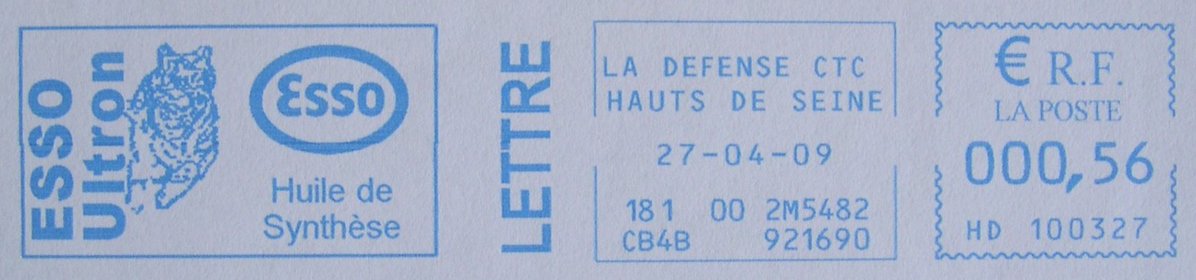 ESSO
Ultron
Esso
Huile de
Synthèse
LETTRE
LA DEFENSE CTC
HAUTS DE SEINE
27-04-09
181 00 2M5482
CB4B 921690
€ R.F.
LA POSTE
000,56
HD 100327